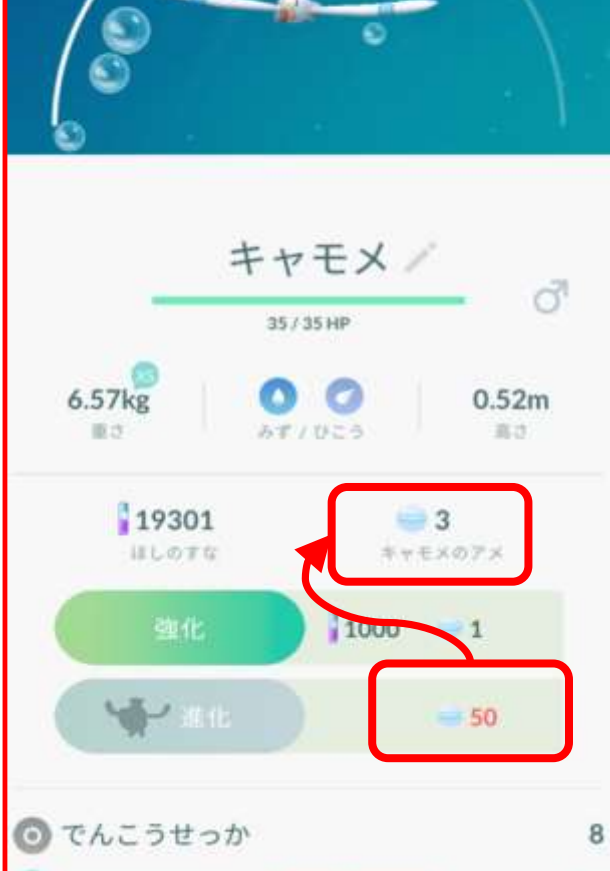 キャモメ
35 / 35 HP
XS
6.57kg
重さ
みず / ひこう
0.52m
高さ
19301
ほしのすな
3
キャモメのアメ
強化
1000
1
進化
50
でんこうせっか
8